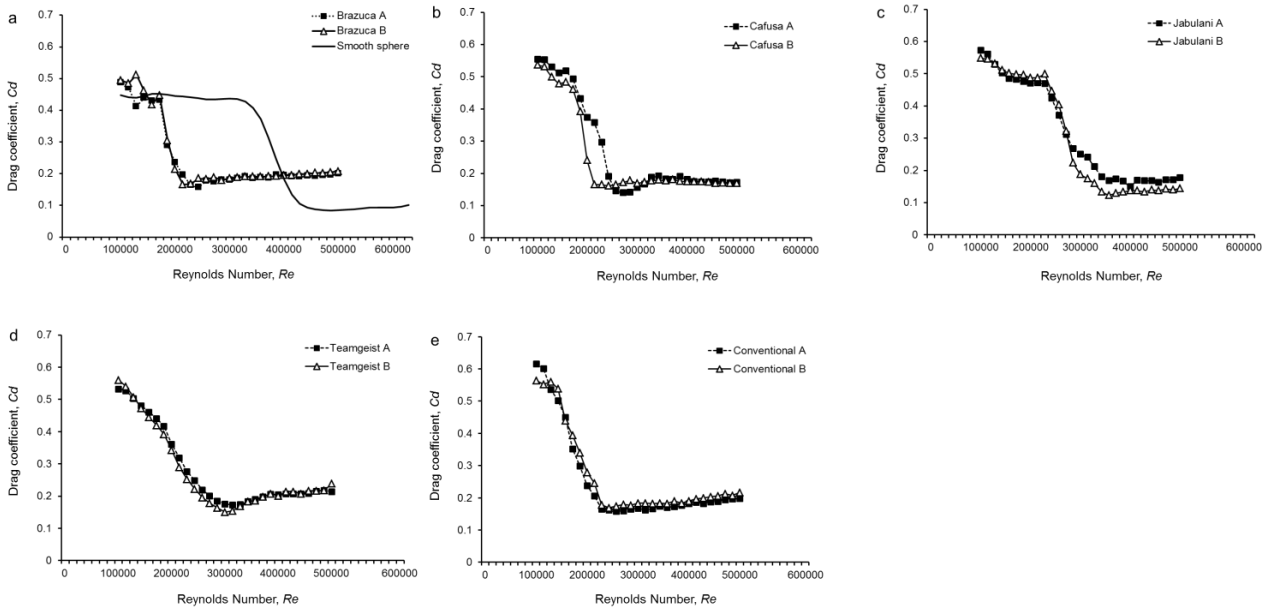 a
Brazuca A
Brazuca B
Smooth sphere
0.7
0.6
0.5
0.4
0.3
0.2
0.1
0
Drag coefficient, Cd
0 100000 200000 300000 400000 500000 600000
Reynolds Number, Re
b
Cafusa A
Cafusa B
0.7
0.6
0.5
0.4
0.3
0.2
0.1
0
Drag coefficient, Cd
0 100000 200000 300000 400000 500000 600000
Reynolds Number, Re
c
Jabulani A
Jabulani B
0.7
0.6
0.5
0.4
0.3
0.2
0.1
0
Drag coefficient, Cd
0 100000 200000 300000 400000 500000 600000
Reynolds Number, Re
d
Teamgeist A
Teamgeist B
0.7
0.6
0.5
0.4
0.3
0.2
0.1
0
Drag coefficient, Cd
0 100000 200000 300000 400000 500000 600000
Reynolds Number, Re
e
Conventional A
Conventional B
0.7
0.6
0.5
0.4
0.3
0.2
0.1
0
Drag coefficient, Cd
0 100000 200000 300000 400000 500000 600000
Reynolds Number, Re